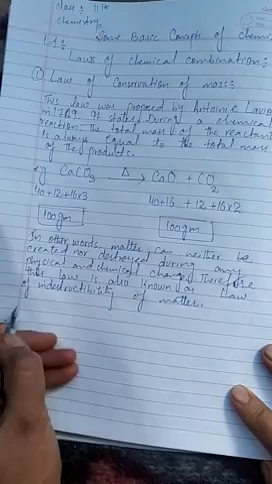 class : 11th
chemistry
Some Basic Concepts of chemi
L-1:
Laws of chemical combination:
① Law of Conservation of mass:
This law was proposed by Antoine Lavoi
in 1789. It states During a chemical
reaction. The total mass of the reactan
is always equal to the total mass
of the products.
eg CaCO3 Δ→ CaO + CO2
40+12+16×3 40+16 + 12+16×2
100gm 100gm
In other words, matter can neither be
created nor destroyed during any
physical and chemical change. Therefore
this law is also known as law
of indestructibility of matter.